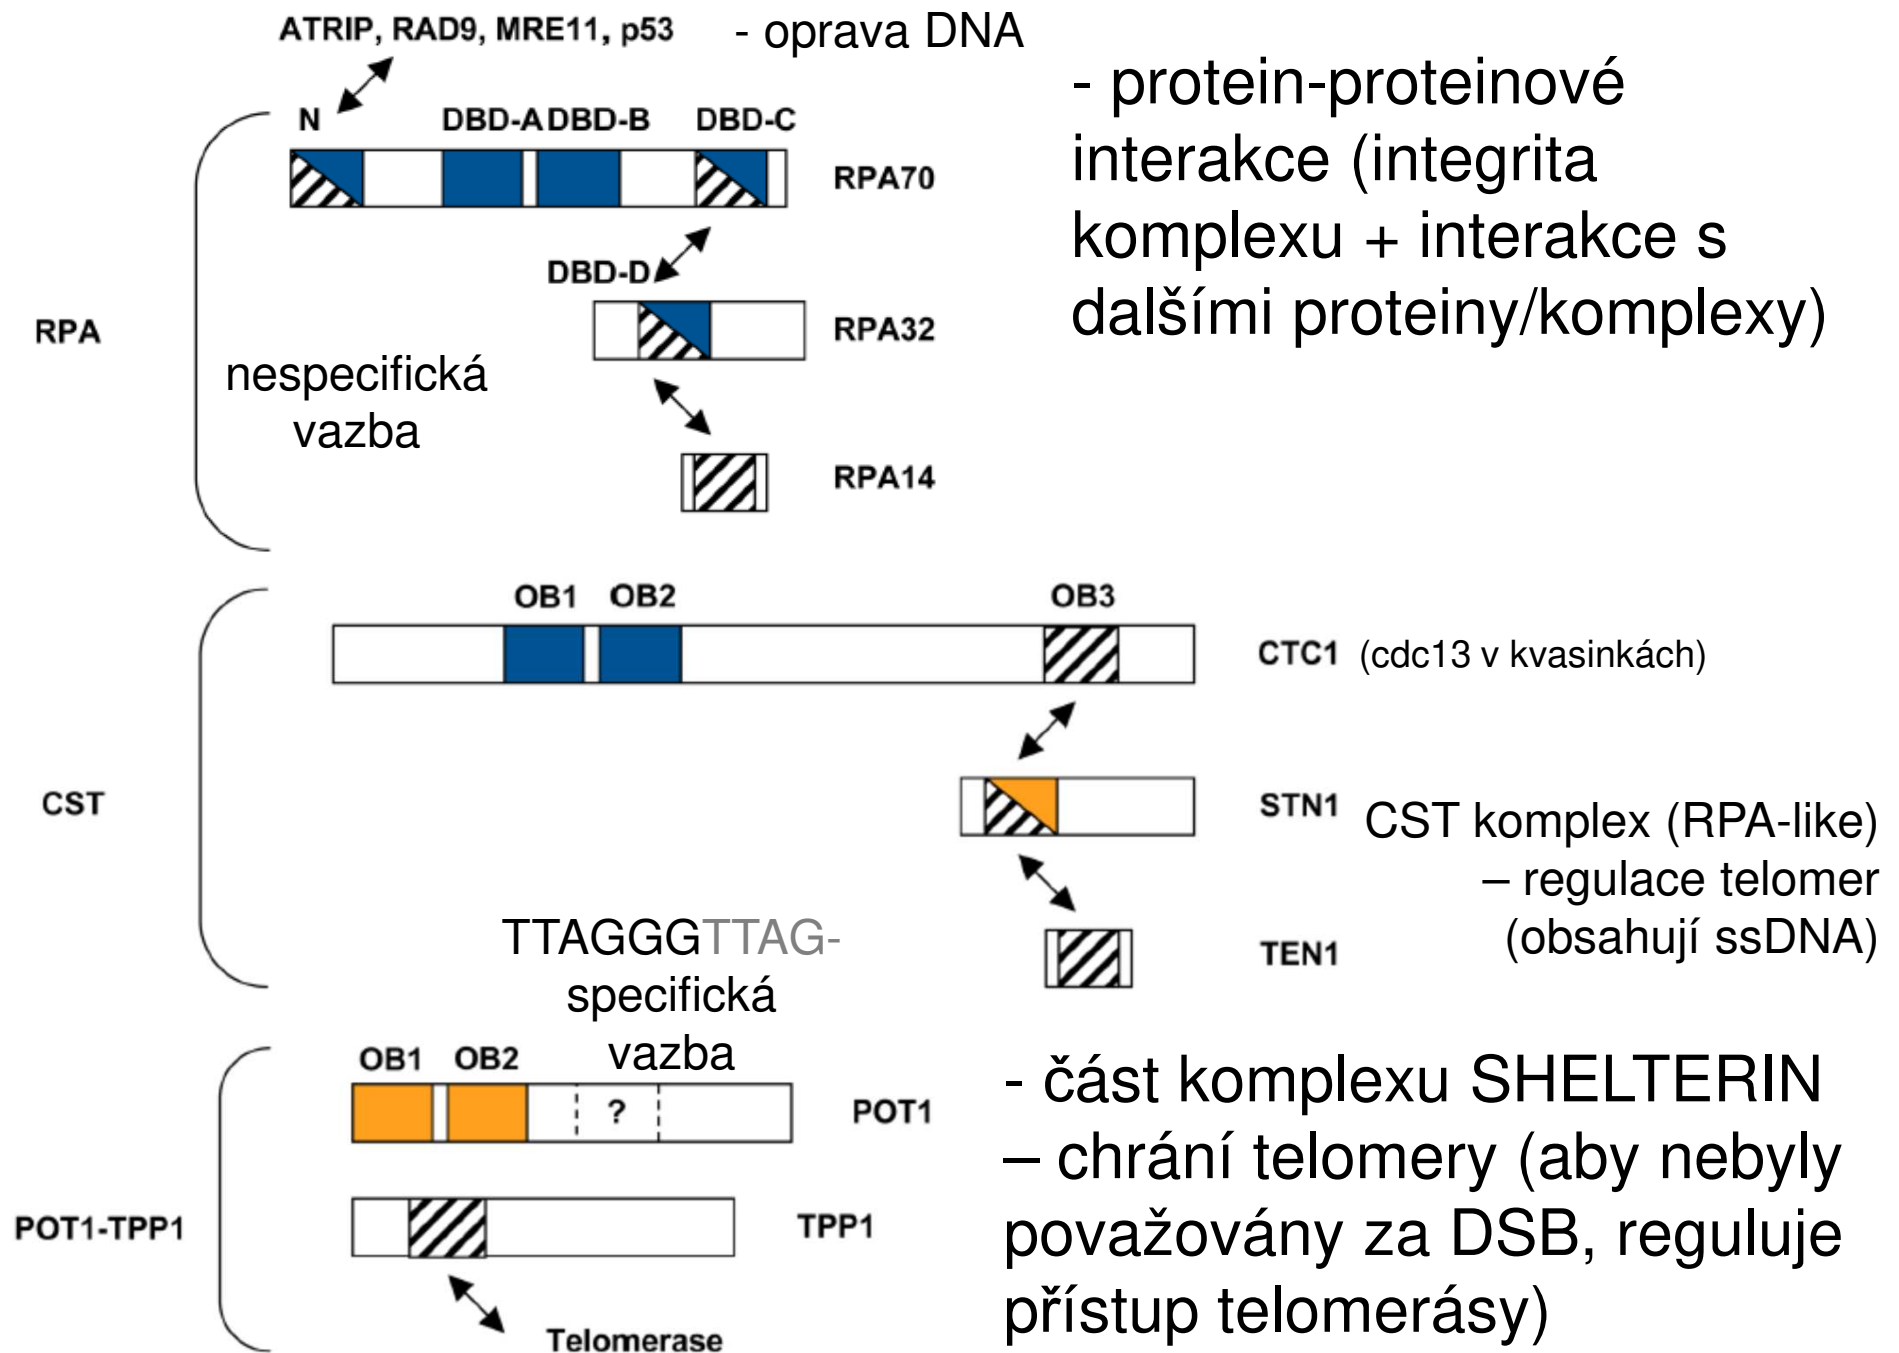 ATRIP, RAD9, MRE11, p53 - oprava DNA
- protein-proteinové
interakce (integrita
komplexu + interakce s
dalšími proteiny/komplexy)
N DBD-A DBD-B DBD-C
RPA70
DBD-D
RPA32
RPA
nespecifická
vazba
RPA14
OB1 OB2 OB3
CTC1 (cdc13 v kvasinkách)
CST
STN1
CST komplex (RPA-like)
– regulace telomer
(obsahují ssDNA)
TEN1
TTAGGGTTAG-
specifická
vazba
OB1 OB2
?
POT1
POT1-TPP1
TPP1
Telomerase
- část komplexu SHELTERIN
– chrání telomery (aby nebyly
považovány za DSB, reguluje
přístup telomerásy)